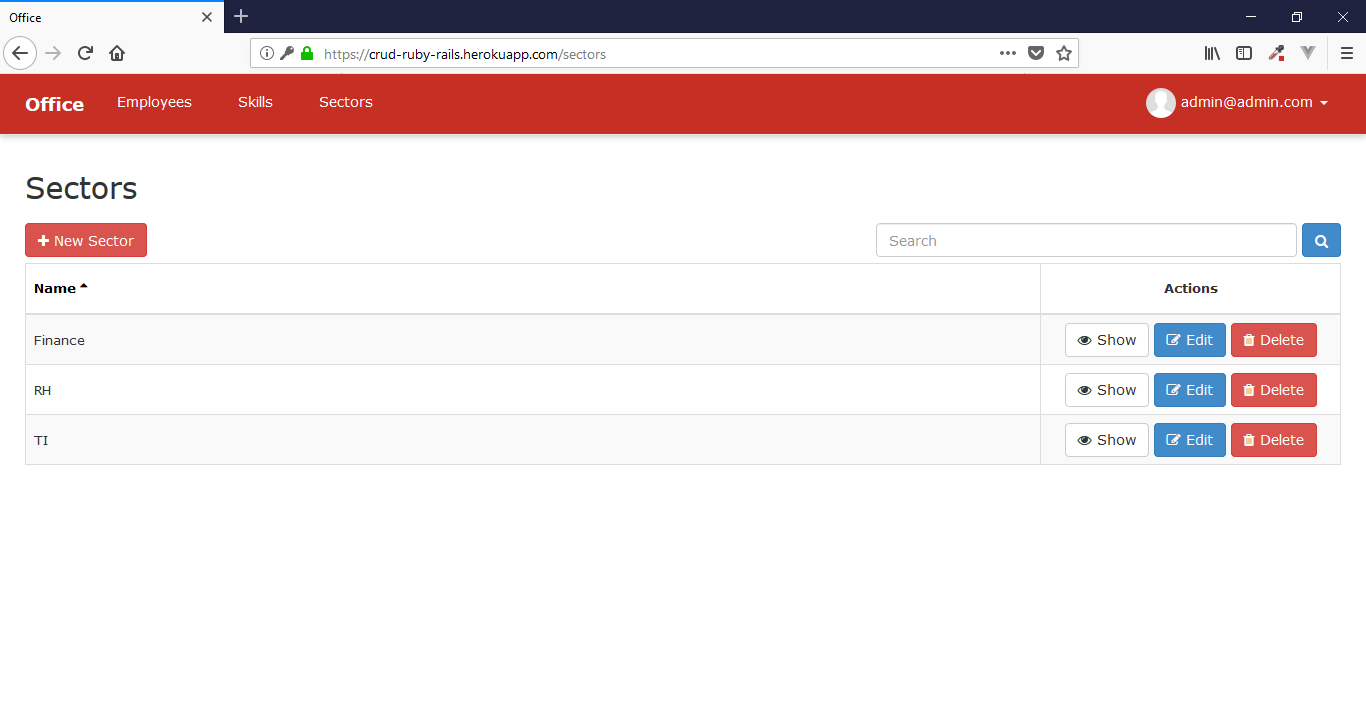 Office
https://crud-ruby-rails.herokuapp.com/sectors
Office Employees Skills Sectors admin@admin.com
Sectors
New Sector Search
Name Actions
Finance Show Edit Delete
RH Show Edit Delete
TI Show Edit Delete